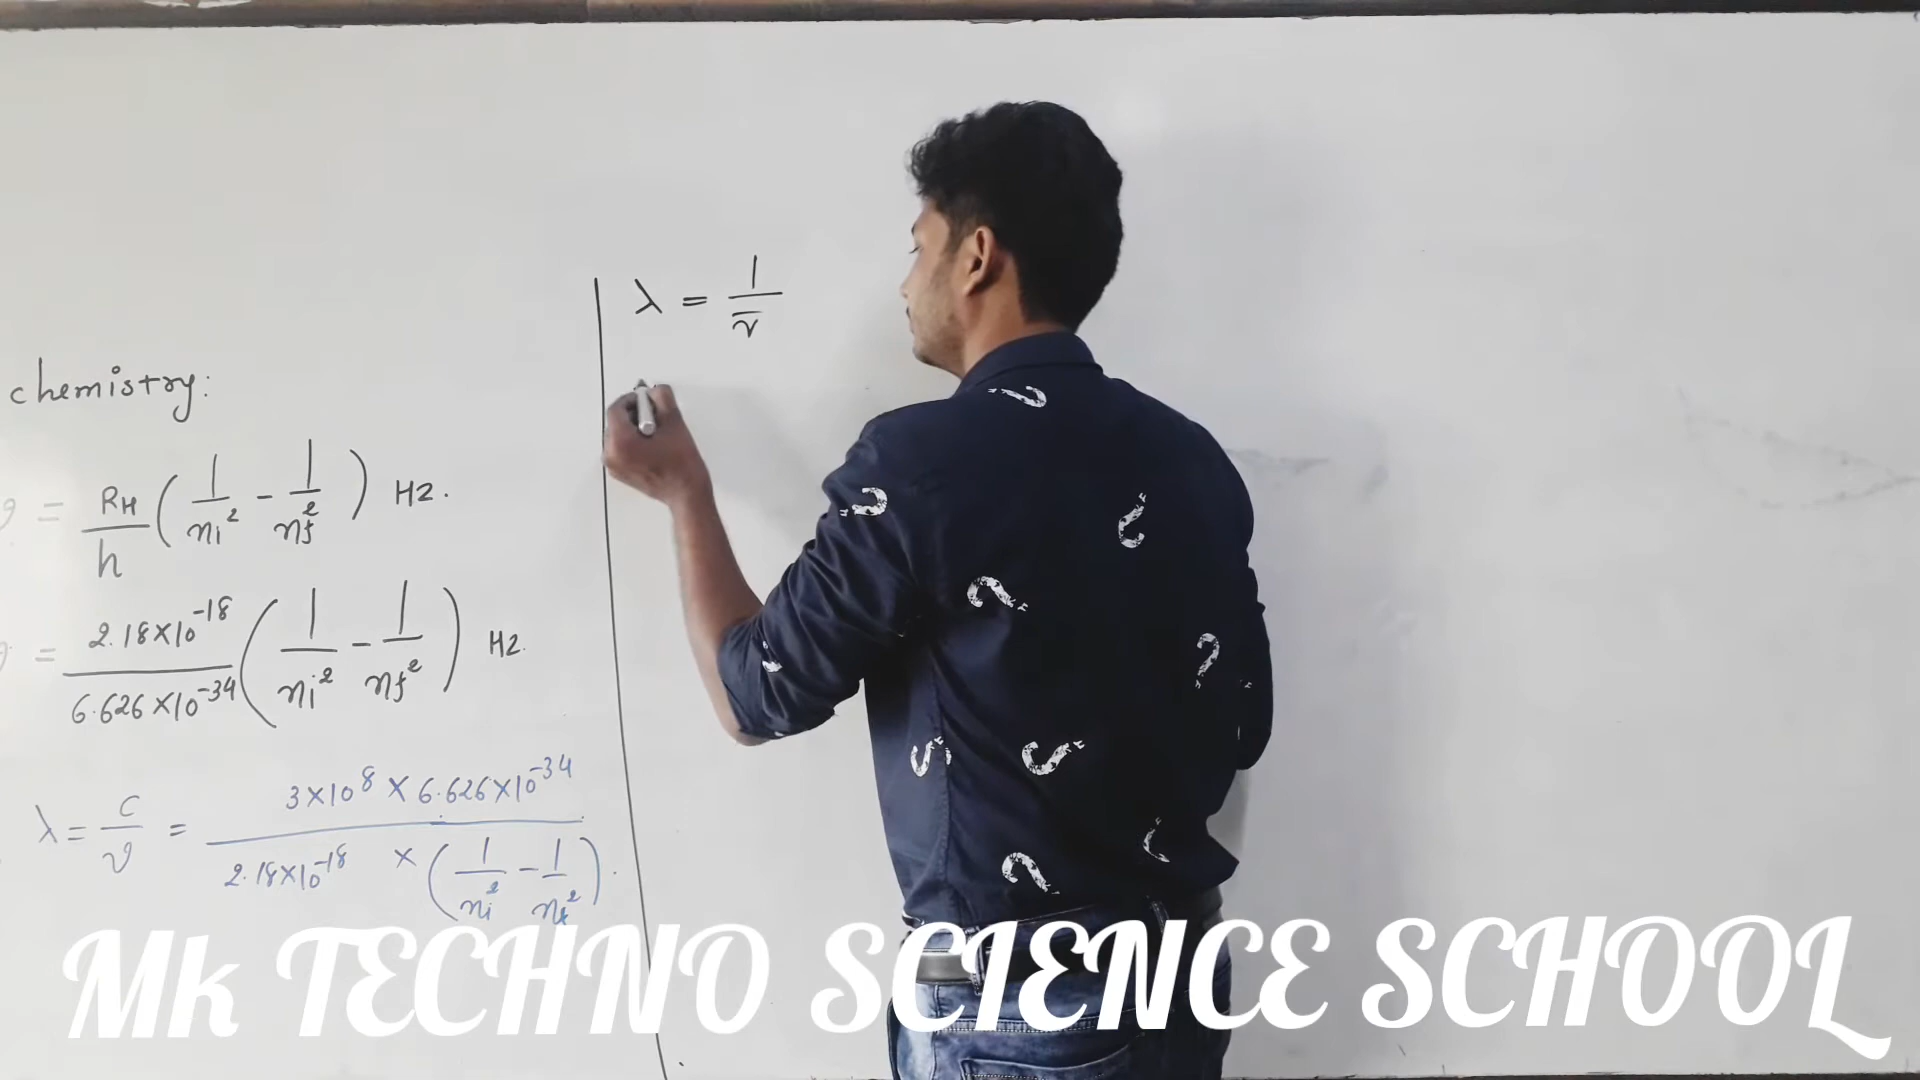 chemistry:
ν = RH/h (1/ni² - 1/nf²) Hz.
ν = 2.18×10⁻¹⁸/6.626×10⁻³⁴ (1/ni² - 1/nf²) Hz.
λ = c/ν = 3×10⁸ × 6.626×10⁻³⁴/2.18×10⁻¹⁸ × (1/ni² - 1/nf²).
λ = 1/ν̅
Mk TECHNO SCIENCE SCHOOL